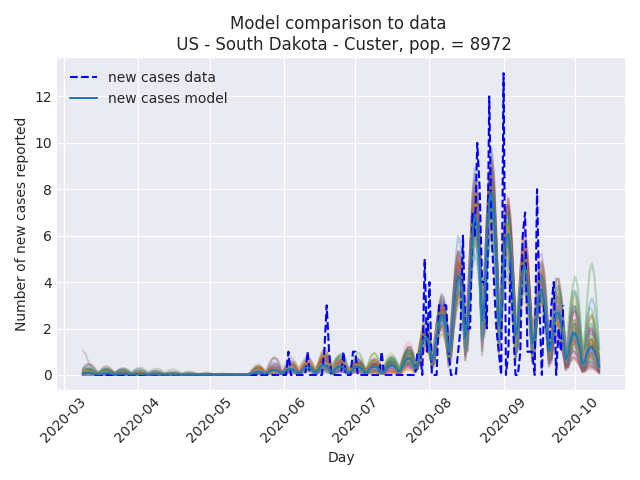 Model comparison to data
US - South Dakota - Custer, pop. = 8972
new cases data
new cases model
Number of new cases reported
12
10
8
6
4
2
0
2020-03
2020-04
2020-05
2020-06
2020-07
2020-08
2020-09
2020-10
Day